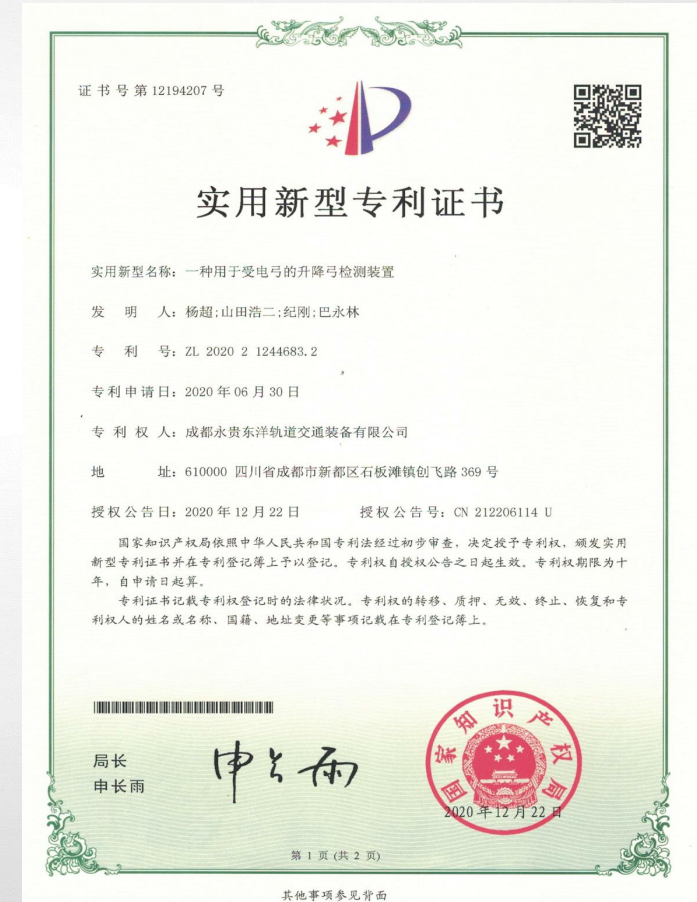 证书号第12194207号
实用新型专利证书
实用新型名称：一种用于受电弓的升降弓检测装置
发明人：杨超;山田浩二;纪刚;巴永林
专利号：ZL 2020 2 1244683.2
专利申请日：2020年06月30日
专利权人：成都永贵东洋轨道交通装备有限公司
地址：610000 四川省成都市新都区石板滩镇创飞路369号
授权公告日：2020年12月22日 授权公告号：CN 212206114 U
国家知识产权局依照中华人民共和国专利法经过初步审查，决定授予专利权，颁发实用
新型专利证书并在专利登记簿上予以登记。专利权自授权公告之日起生效。专利权期限为十
年，自申请日起算。
专利证书记载专利权登记时的法律状况。专利权的转移、质押、无效、终止、恢复和专
利权人的姓名或名称、国籍、地址变更等事项记载在专利登记簿上。
局长
申长雨
申长雨
国家知识产权局
2020年12月22日
第 1 页 (共 2 页)
其他事项参见背面